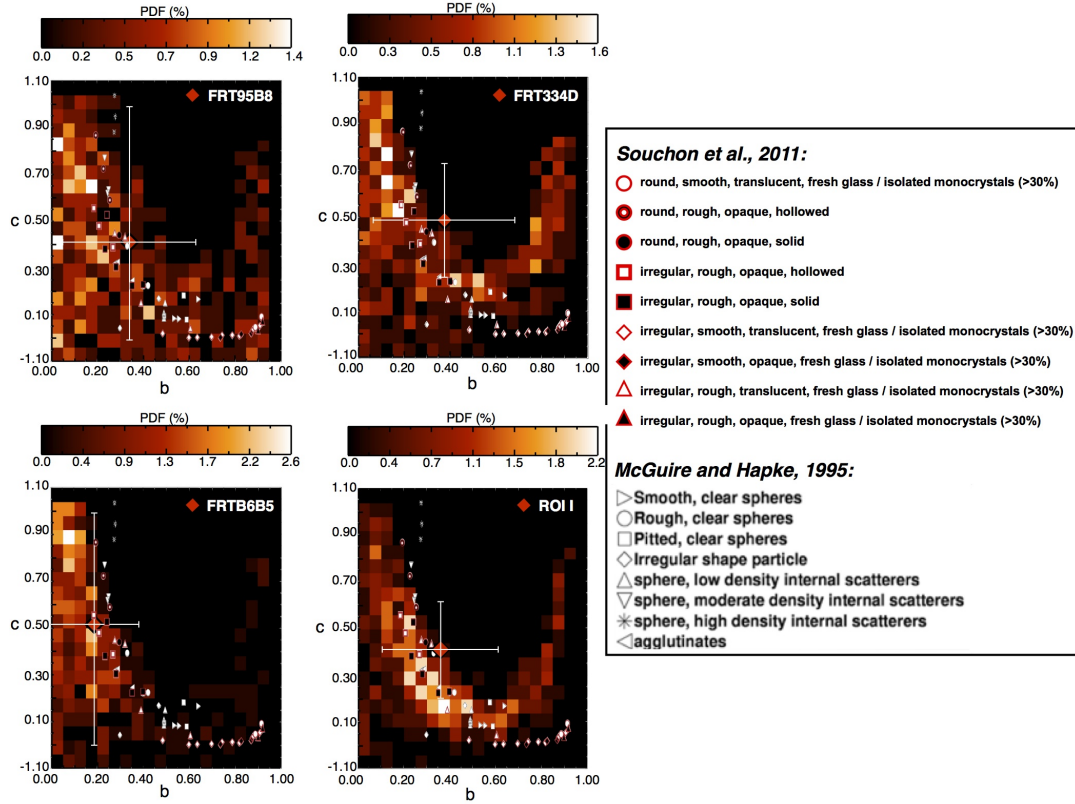 PDF (%)
0.0 0.2 0.5 0.7 0.9 1.2 1.4
1.10
0.90
0.70
c 0.50
0.30
0.10
-1.10
0.00 0.20 0.40 0.60 0.80 1.00
b
FRT95B8
PDF (%)
0.0 0.3 0.5 0.8 1.1 1.3 1.6
1.10
0.90
0.70
c 0.50
0.30
0.10
-1.10
0.00 0.20 0.40 0.60 0.80 1.00
b
FRT334D
PDF (%)
0.0 0.4 0.9 1.3 1.7 2.2 2.6
1.10
0.90
0.70
c 0.50
0.30
0.10
-1.10
0.00 0.20 0.40 0.60 0.80 1.00
b
FRTB6B5
PDF (%)
0.0 0.4 0.7 1.1 1.5 1.8 2.2
1.10
0.90
0.70
c 0.50
0.30
0.10
-1.10
0.00 0.20 0.40 0.60 0.80 1.00
b
ROI I
Souchon et al., 2011:
round, smooth, translucent, fresh glass / isolated monocrystals (>30%)
round, rough, opaque, hollowed
round, rough, opaque, solid
irregular, rough, opaque, hollowed
irregular, rough, opaque, solid
irregular, smooth, translucent, fresh glass / isolated monocrystals (>30%)
irregular, smooth, opaque, fresh glass / isolated monocrystals (>30%)
irregular, rough, translucent, fresh glass / isolated monocrystals (>30%)
irregular, rough, opaque, fresh glass / isolated monocrystals (>30%)
McGuire and Hapke, 1995:
Smooth, clear spheres
Rough, clear spheres
Pitted, clear spheres
Irregular shape particle
sphere, low density internal scatterers
sphere, moderate density internal scatterers
sphere, high density internal scatterers
agglutinates